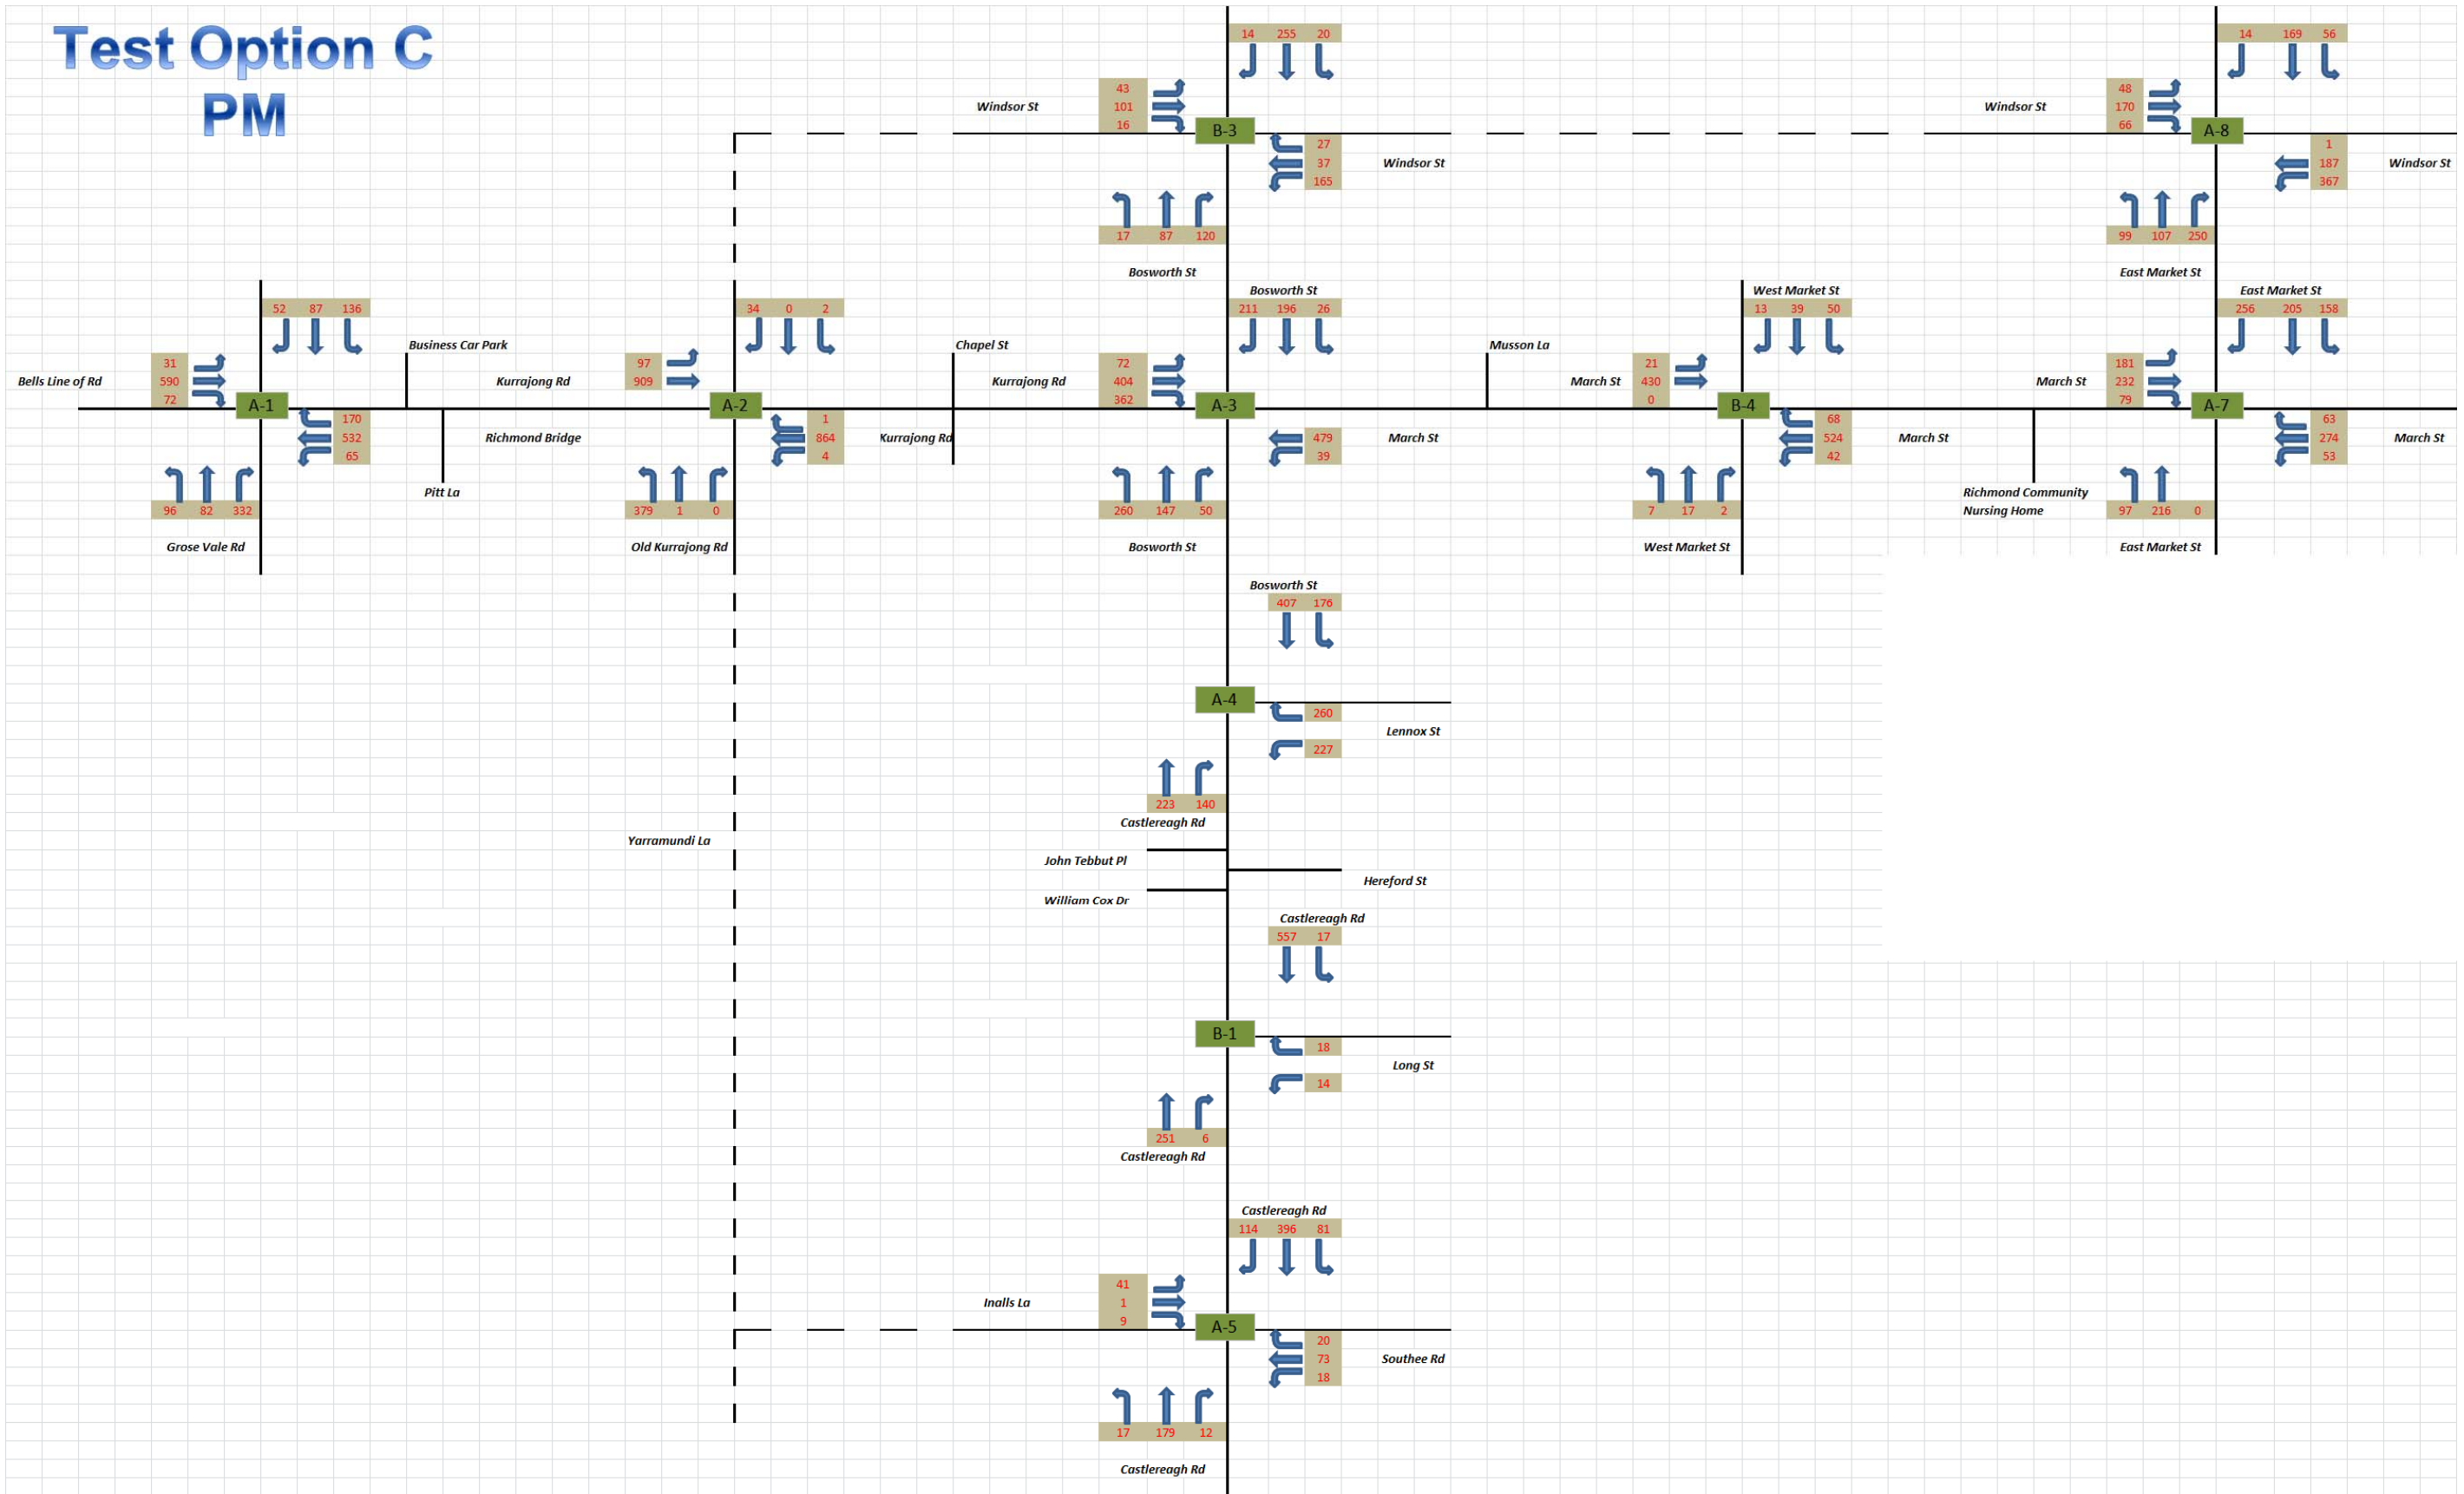 Test Option C
PM
14 255 20
14 169 56
43
101
16
Windsor St
B-3
48
170
66
Windsor St
A-8
27
37
165
Windsor St
1
187
367
Windsor St
17 87 120
Bosworth St
99 107 250
East Market St
52 87 136
34 0 2
Bosworth St
211 196 26
West Market St
13 39 50
East Market St
256 205 158
Business Car Park
Chapel St
Musson La
Bells Line of Rd
31
590
72
A-1
Kurrajong Rd
97
909
A-2
Kurrajong Rd
72
404
362
A-3
March St
21
430
0
B-4
March St
181
232
79
A-7
170
532
65
Richmond Bridge
1
864
4
Kurrajong Rd
479
39
March St
68
524
42
March St
63
274
53
March St
Pitt La
96 82 332
Grose Vale Rd
379 1 0
Old Kurrajong Rd
260 147 50
Bosworth St
7 17 2
West Market St
Richmond Community
Nursing Home
97 216 0
East Market St
Bosworth St
407 176
A-4
260
Lennox St
227
223 140
Castlereagh Rd
Yarramundi La
John Tebbut Pl
Hereford St
William Cox Dr
Castlereagh Rd
557 17
B-1
18
Long St
14
251 6
Castlereagh Rd
Castlereagh Rd
114 396 81
Inalls La
41
1
9
A-5
20
73
18
Southee Rd
17 179 12
Castlereagh Rd